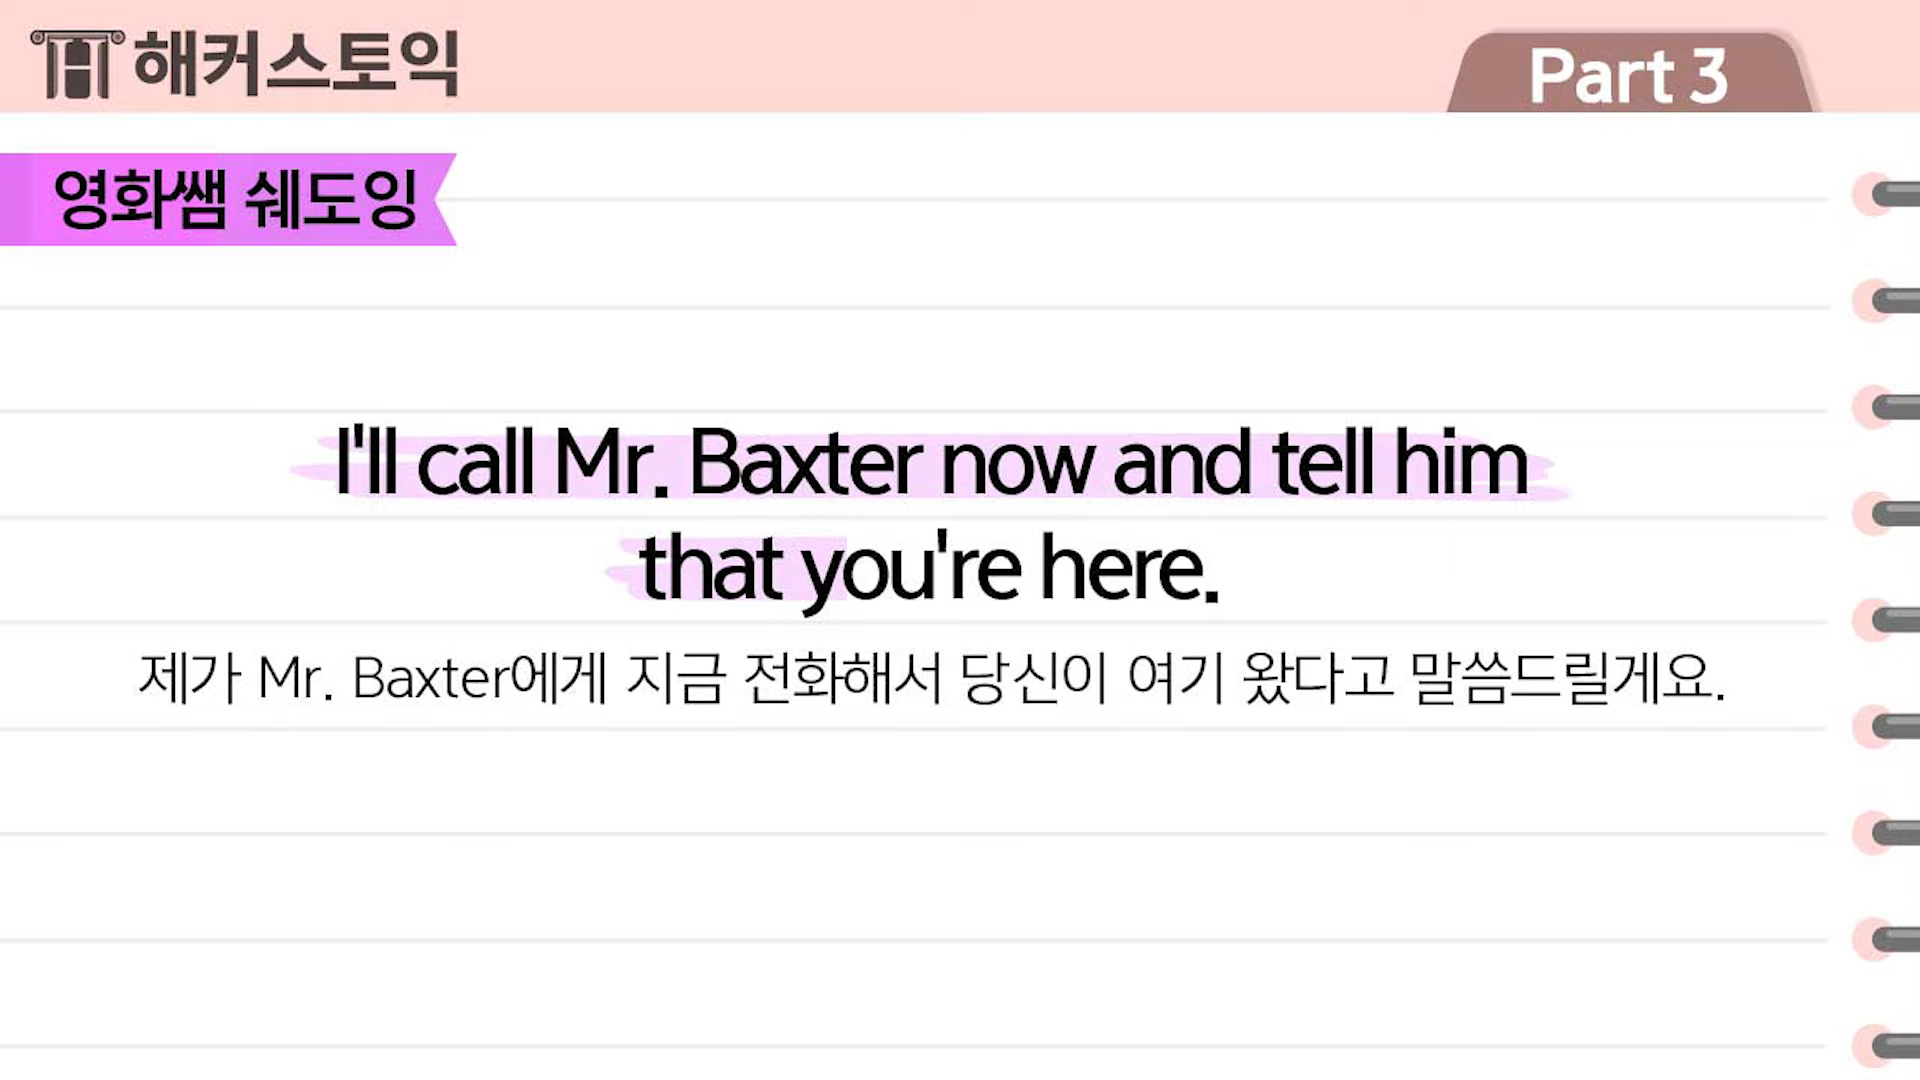 해커스토익
Part 3
영화쌤 쉐도잉
I'll call Mr. Baxter now and tell him
that you're here.
제가 Mr. Baxter에게 지금 전화해서 당신이 여기 왔다고 말씀드릴게요.